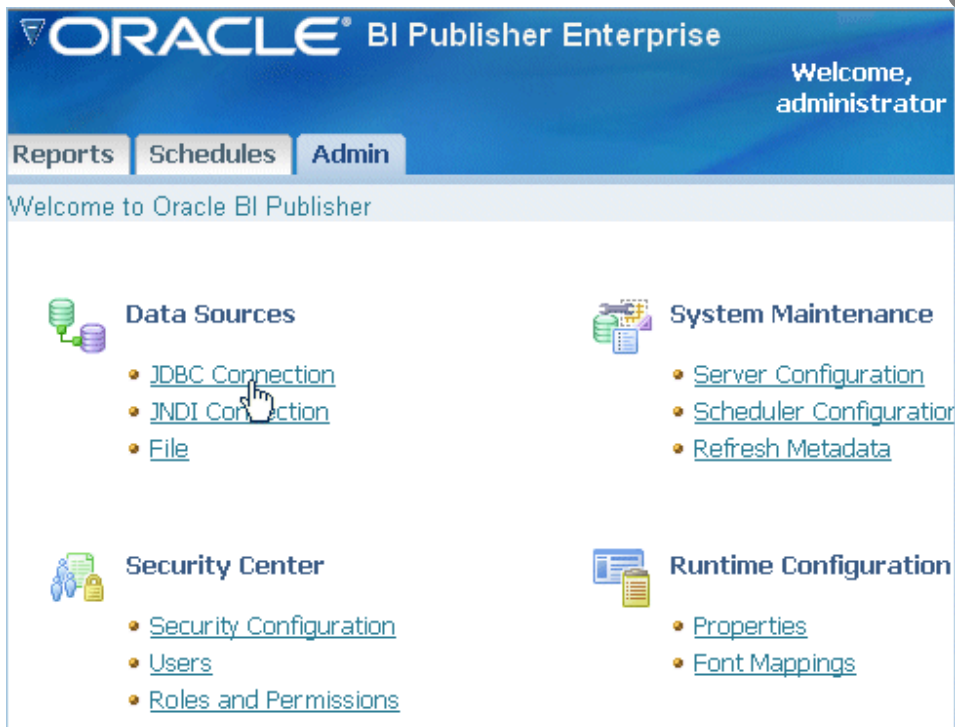 ORACLE® BI Publisher Enterprise
Welcome,
administrator
Reports Schedules Admin
Welcome to Oracle BI Publisher
Data Sources
JDBC Connection
JNDI Connection
File
System Maintenance
Server Configuration
Scheduler Configuration
Refresh Metadata
Security Center
Security Configuration
Users
Roles and Permissions
Runtime Configuration
Properties
Font Mappings